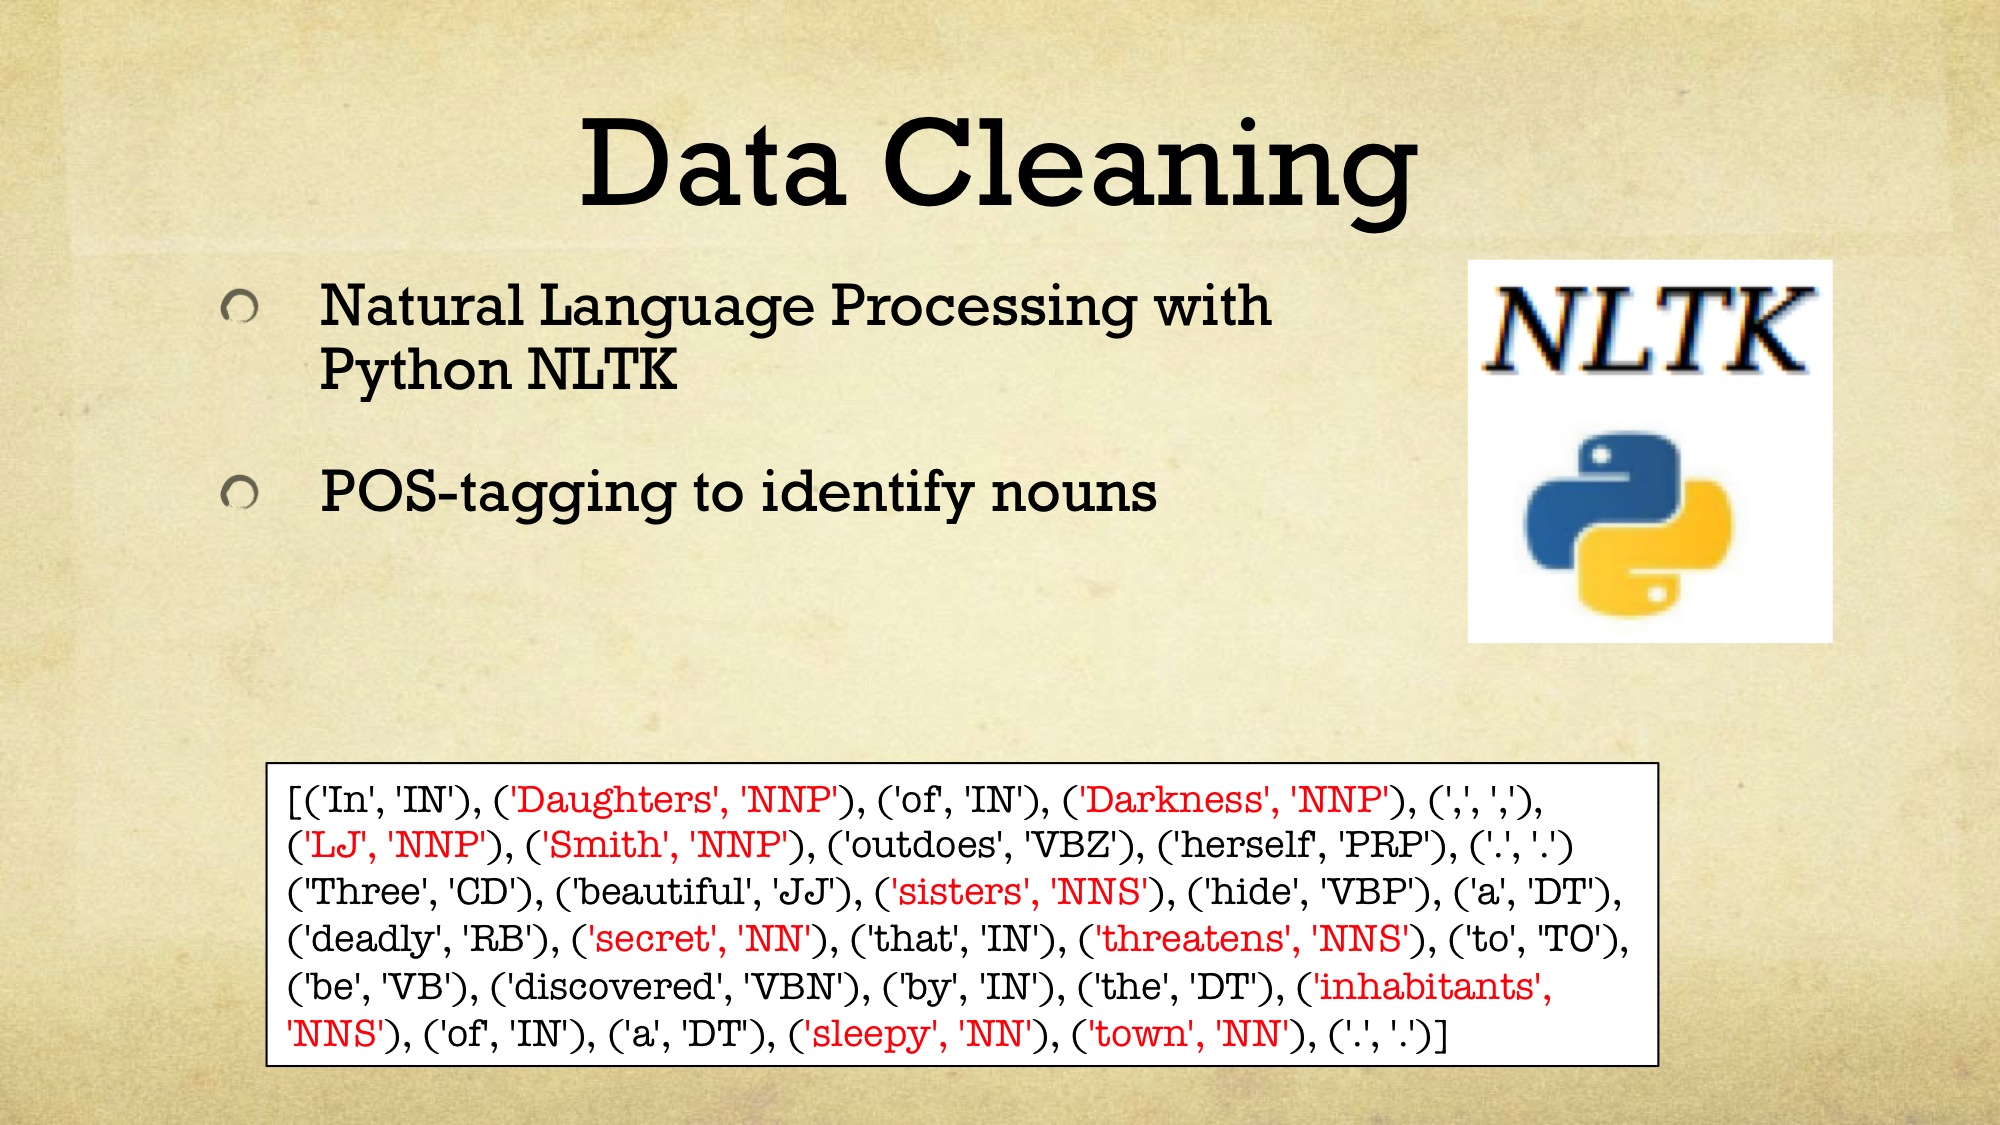 Data Cleaning
Natural Language Processing with
Python NLTK
POS-tagging to identify nouns
NLTK
[('In', 'IN'), ('Daughters', 'NNP'), ('of', 'IN'), ('Darkness', 'NNP'), (',', ','),
('LJ', 'NNP'), ('Smith', 'NNP'), ('outdoes', 'VBZ'), ('herself', 'PRP'), ('.', '.')
('Three', 'CD'), ('beautiful', 'JJ'), ('sisters', 'NNS'), ('hide', 'VBP'), ('a', 'DT'),
('deadly', 'RB'), ('secret', 'NN'), ('that', 'IN'), ('threatens', 'NNS'), ('to', 'TO'),
('be', 'VB'), ('discovered', 'VBN'), ('by', 'IN'), ('the', 'DT'), ('inhabitants',
'NNS'), ('of', 'IN'), ('a', 'DT'), ('sleepy', 'NN'), ('town', 'NN'), ('.', '.')]